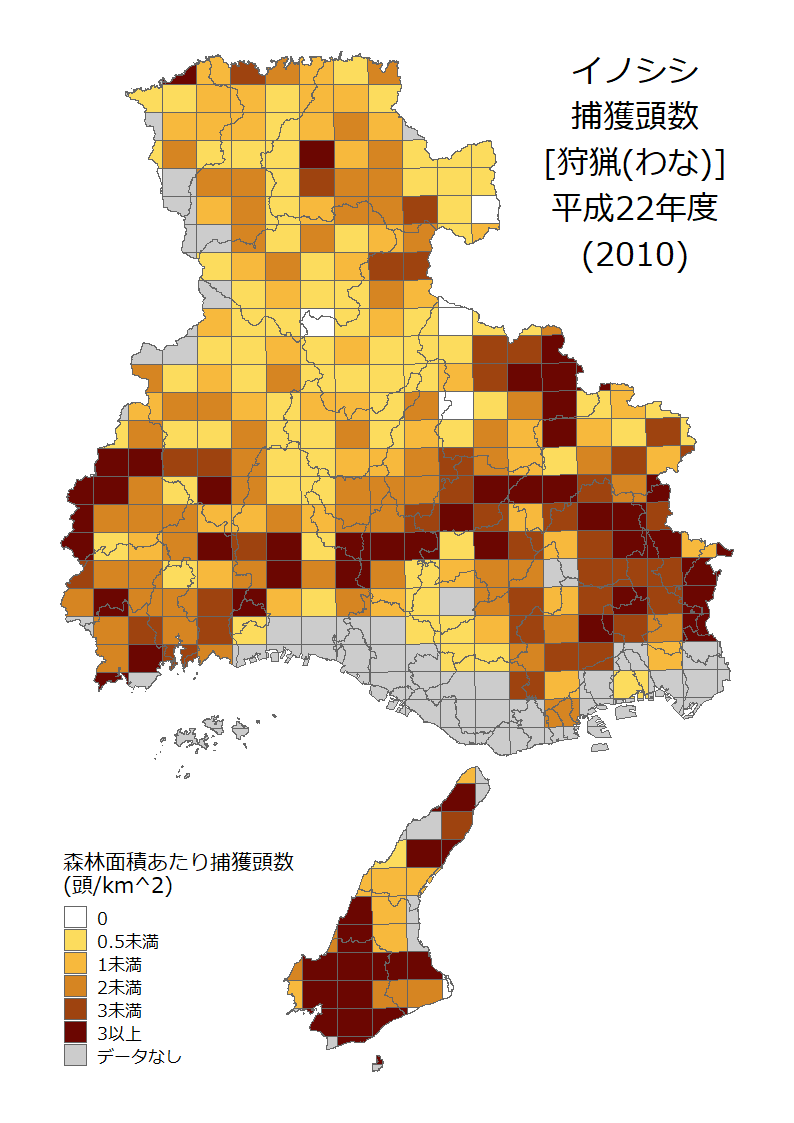 イノシシ
捕獲頭数
[狩猟(わな)]
平成22年度
(2010)
森林面積あたり捕獲頭数
(頭/km^2)
0
0.5未満
1未満
2未満
3未満
3以上
データなし